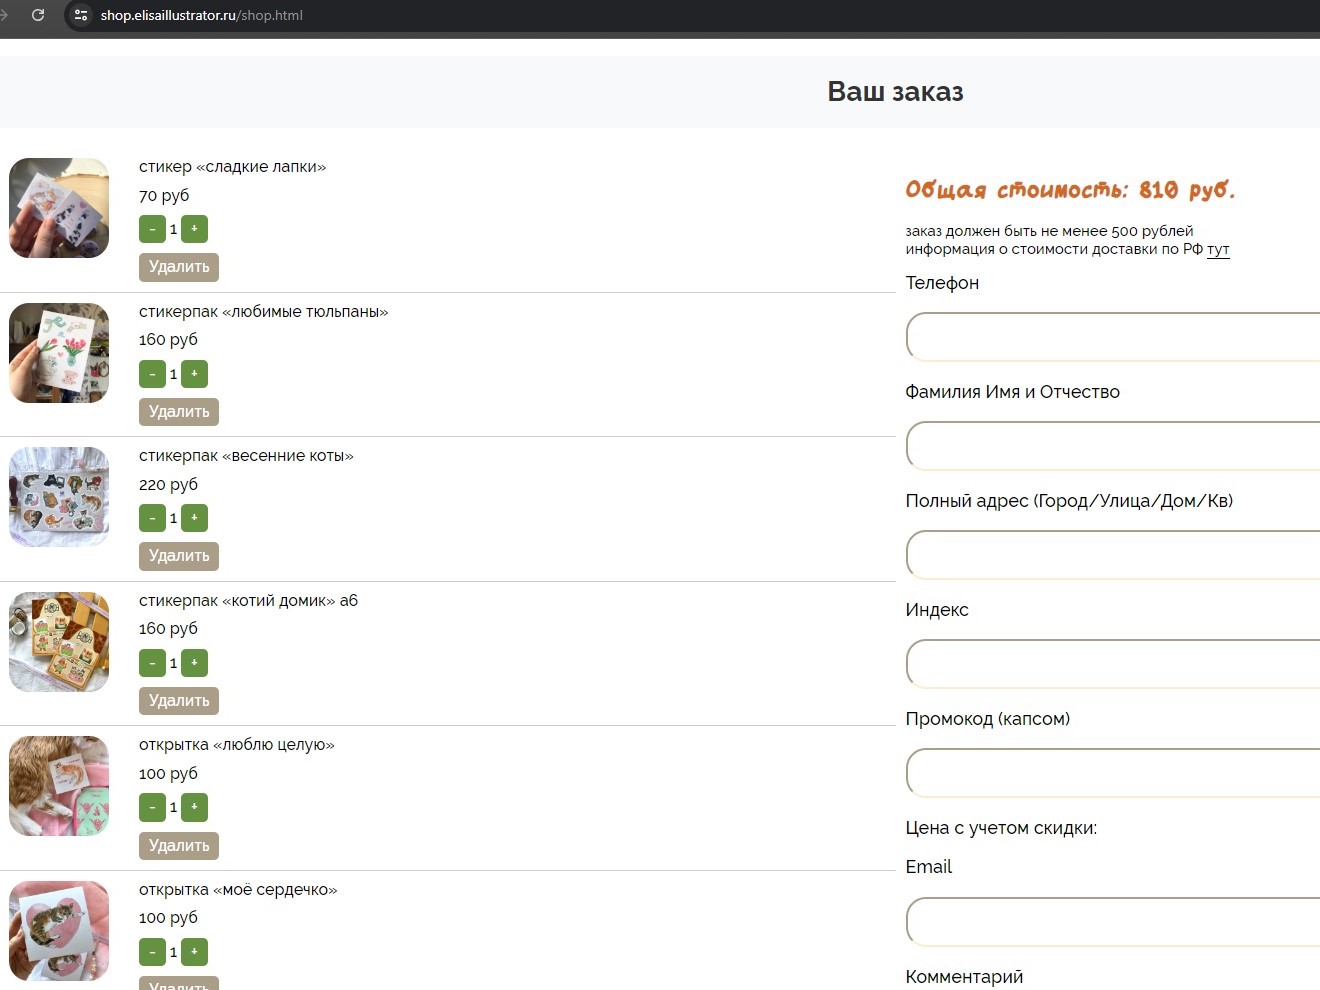 shop.elisaillustrator.ru/shop.html
Ваш заказ
стикер «сладкие лапки»
70 руб
- 1 +
Удалить
стикерпак «любимые тюльпаны»
160 руб
- 1 +
Удалить
стикерпак «весенние коты»
220 руб
- 1 +
Удалить
стикерпак «котий домик» а6
160 руб
- 1 +
Удалить
открытка «люблю целую»
100 руб
- 1 +
Удалить
открытка «моё сердечко»
100 руб
- 1 +
Удалить
Общая стоимость: 810 руб.
заказ должен быть не менее 500 рублей
информация о стоимости доставки по РФ тут
Телефон
Фамилия Имя и Отчество
Полный адрес (Город/Улица/Дом/Кв)
Индекс
Промокод (капсом)
Цена с учетом скидки:
Email
Комментарий